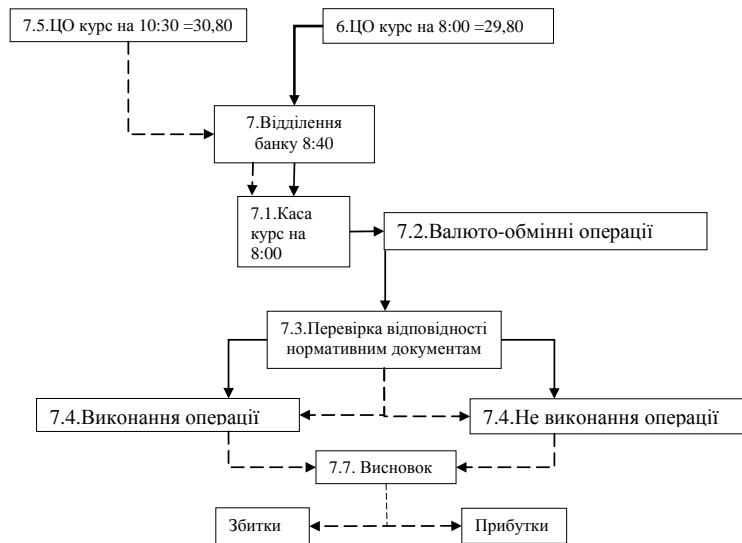 7.5.ЦО курс на 10:30 =30,80
6.ЦО курс на 8:00 =29,80
7.Відділення
банку 8:40
7.1.Каса
курс на
8:00
7.2.Валюто-обмінні операції
7.3.Перевірка відповідності
нормативним документам
7.4.Виконання операції
7.4.Не виконання операції
7.7. Висновок
Збитки
Прибутки